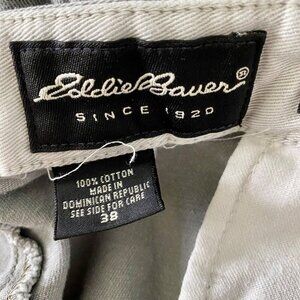 Eddie Bauer®
SINCE 1920
100% COTTON
MADE IN
DOMINICAN REPUBLIC
SEE SIDE FOR CARE
38